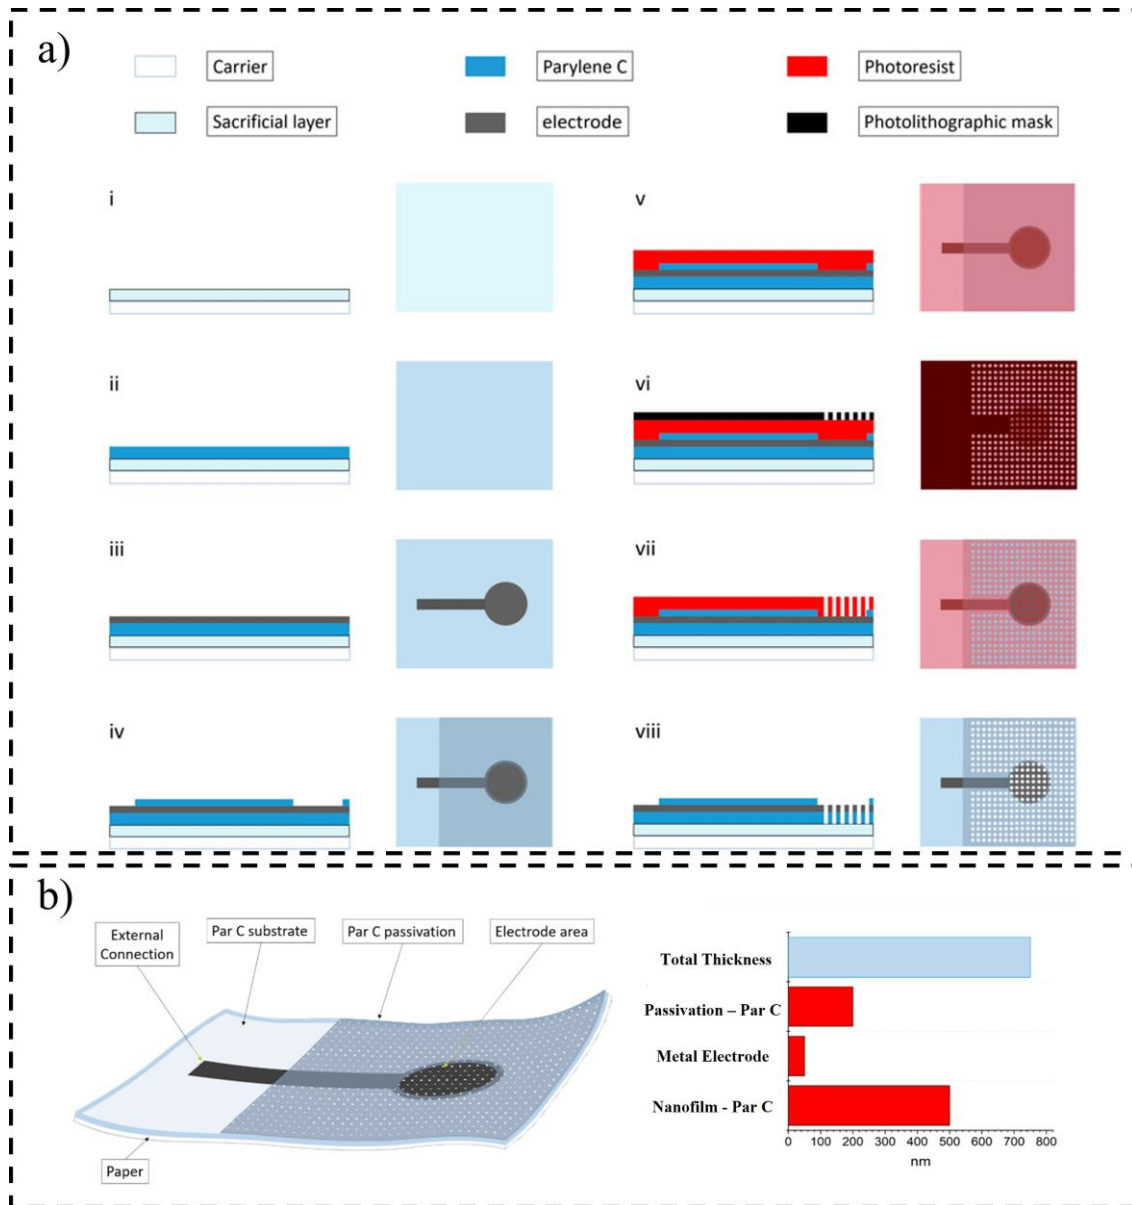 a)
Carrier
Parylene C
Photoresist
Sacrificial layer
electrode
Photolithographic mask
i
v
ii
vi
iii
vii
iv
viii
b)
External
Connection
Par C substrate
Par C passivation
Electrode area
Paper
Total Thickness
Passivation – Par C
Metal Electrode
Nanofilm - Par C
0 100 200 300 400 500 600 700 800
nm